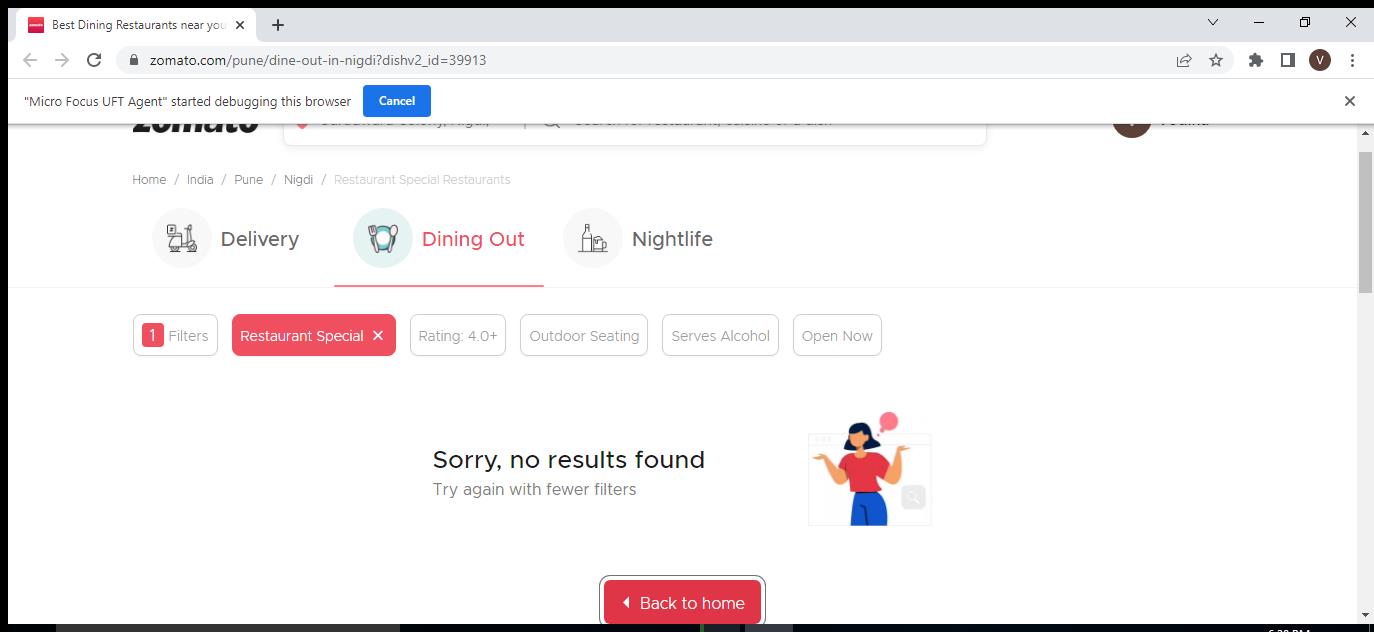 Best Dining Restaurants near you
zomato.com/pune/dine-out-in-nigdi?dishv2_id=39913
V
"Micro Focus UFT Agent" started debugging this browser
Cancel
zomato
Home / India / Pune / Nigdi / Restaurant Special Restaurants
Delivery
Dining Out
Nightlife
1 Filters
Restaurant Special
Rating: 4.0+
Outdoor Seating
Serves Alcohol
Open Now
Sorry, no results found
Try again with fewer filters
Back to home